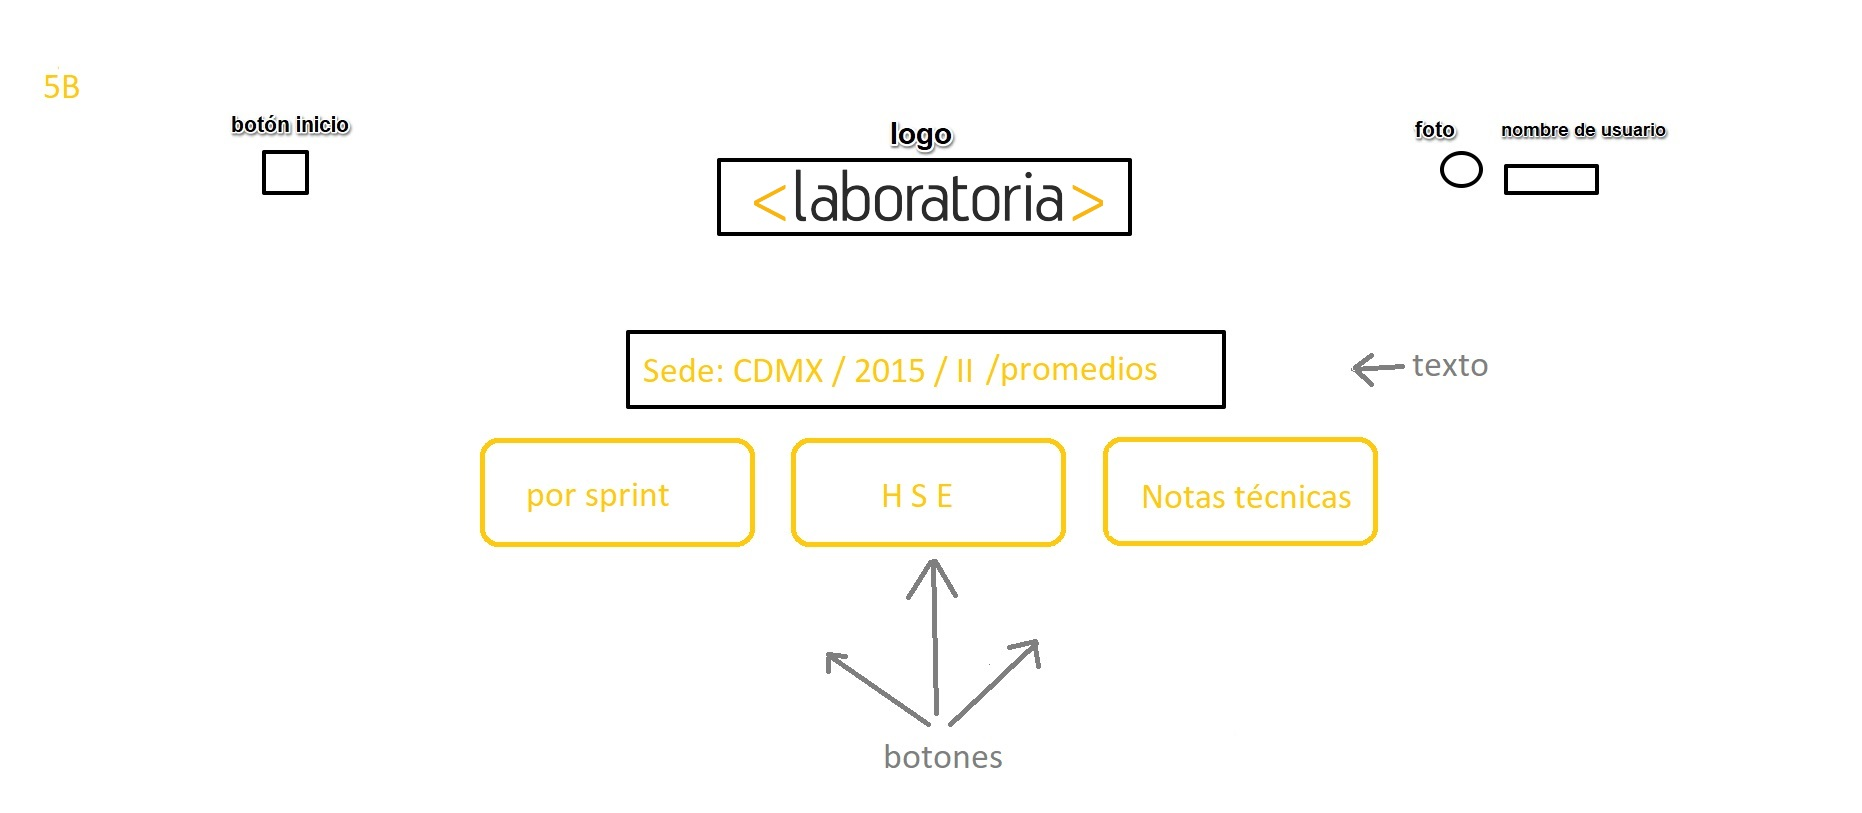 5B
botón inicio
logo
foto
nombre de usuario
<laboratoria>
Sede: CDMX / 2015 / II /promedios
texto
por sprint
H S E
Notas técnicas
botones